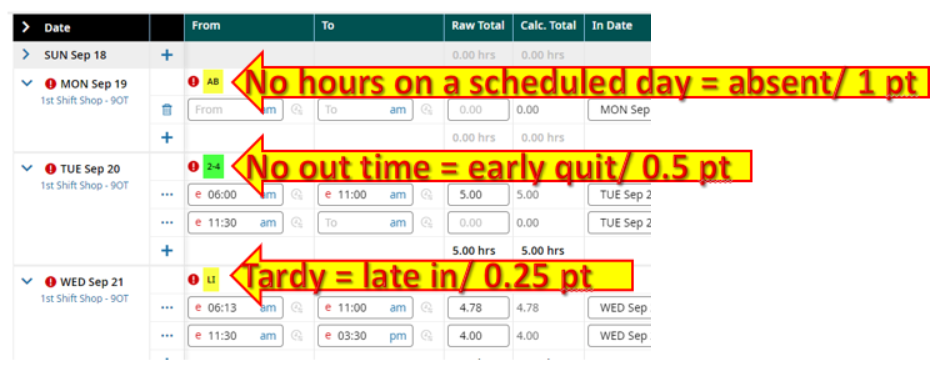 Date From To Raw Total Calc. Total In Date
SUN Sep 18 + 0.00 hrs 0.00 hrs
MON Sep 19 AB No hours on a scheduled day = absent/ 1 pt
1st Shift Shop - 9OT From am To am 0.00 0.00 MON Sep
+ 0.00 hrs 0.00 hrs
TUE Sep 20 2-4 No out time = early quit/ 0.5 pt
1st Shift Shop - 9OT ... e 06:00 am e 11:00 am 5.00 5.00 TUE Sep 2
... e 11:30 am To am 0.00 0.00 TUE Sep 2
+ 5.00 hrs 5.00 hrs
WED Sep 21 LI Tardy = late in/ 0.25 pt
1st Shift Shop - 9OT ... e 06:13 am e 11:00 am 4.78 4.78 WED Sep
... e 11:30 am e 03:30 pm 4.00 4.00 WED Sep